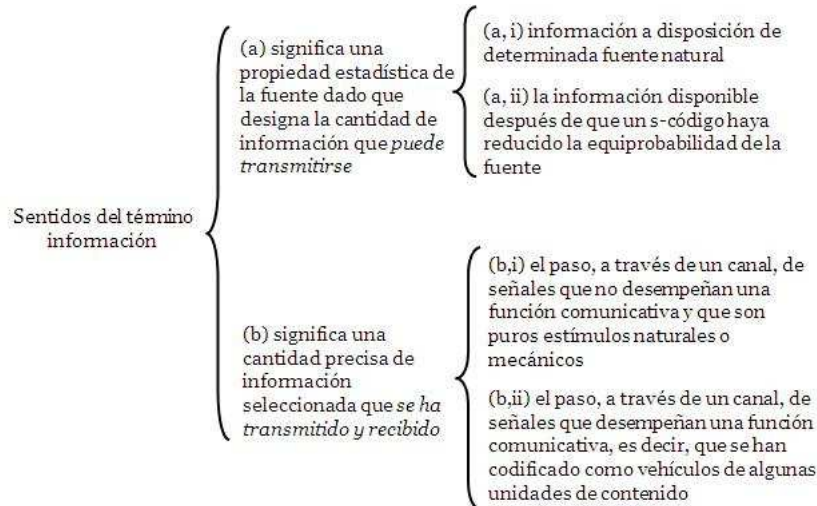 Sentidos del término
información
(a) significa una
propiedad estadística de
la fuente dado que
designa la cantidad de
información que puede
transmitirse
(a, i) información a disposición de
determinada fuente natural
(a, ii) la información disponible
después de que un s-código haya
reducido la equiprobabilidad de la
fuente
(b) significa una
cantidad precisa de
información
seleccionada que se ha
transmitido y recibido
(b,i) el paso, a través de un canal, de
señales que no desempeñan una
función comunicativa y que son
puros estímulos naturales o
mecánicos
(b,ii) el paso, a través de un canal, de
señales que desempeñan una función
comunicativa, es decir, que se han
codificado como vehículos de algunas
unidades de contenido